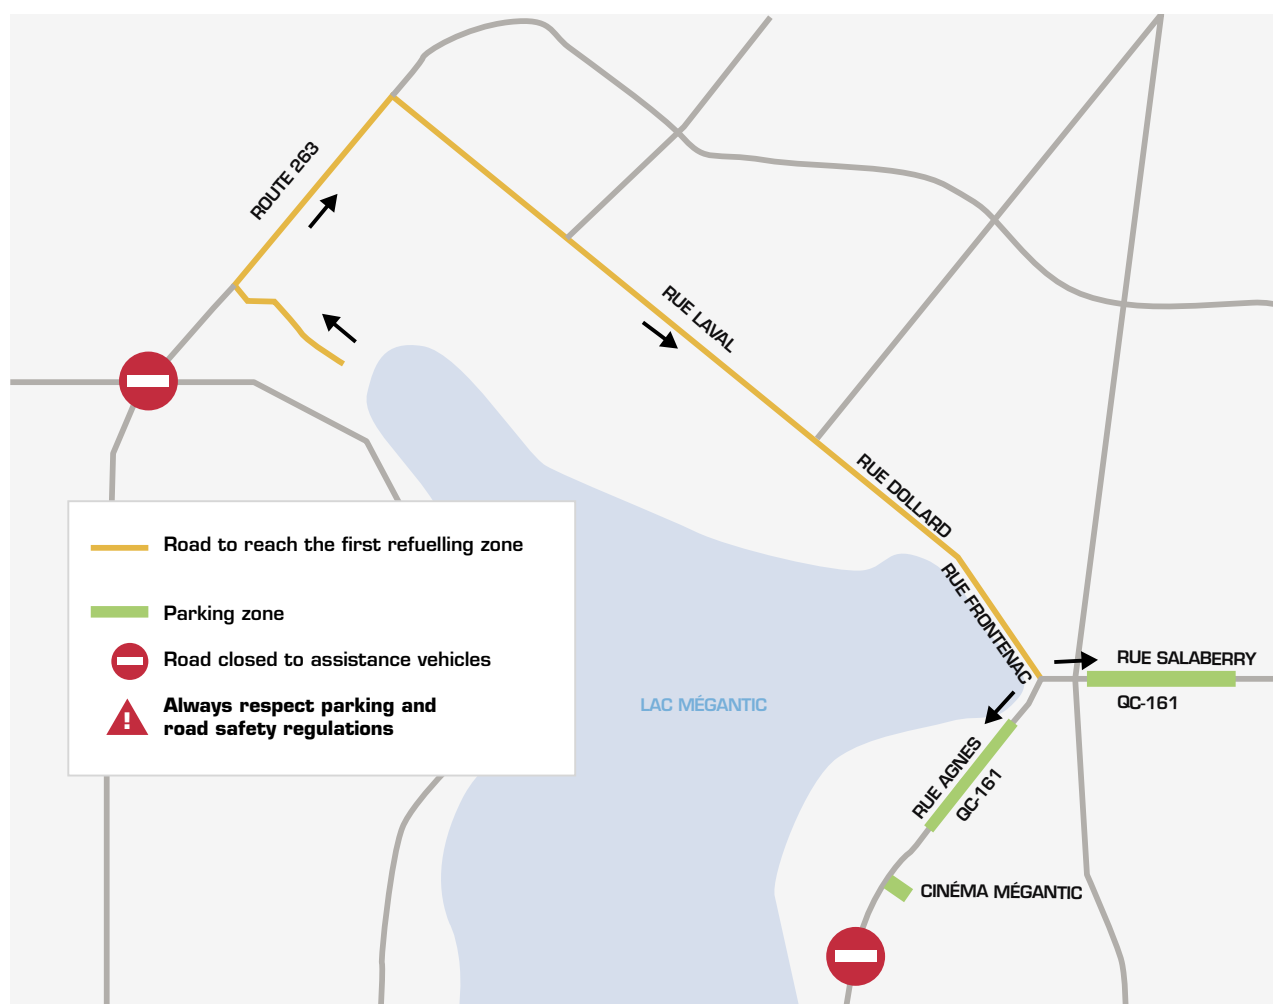 ROUTE 263
RUE LAVAL
RUE DOLLARD
RUE FRONTENAC
Road to reach the first refuelling zone
Parking zone
Road closed to assistance vehicles
!
Always respect parking and
road safety regulations
LAC MÉGANTIC
RUE SALABERRY
QC-161
RUE AGNES
QC-161
CINÉMA MÉGANTIC